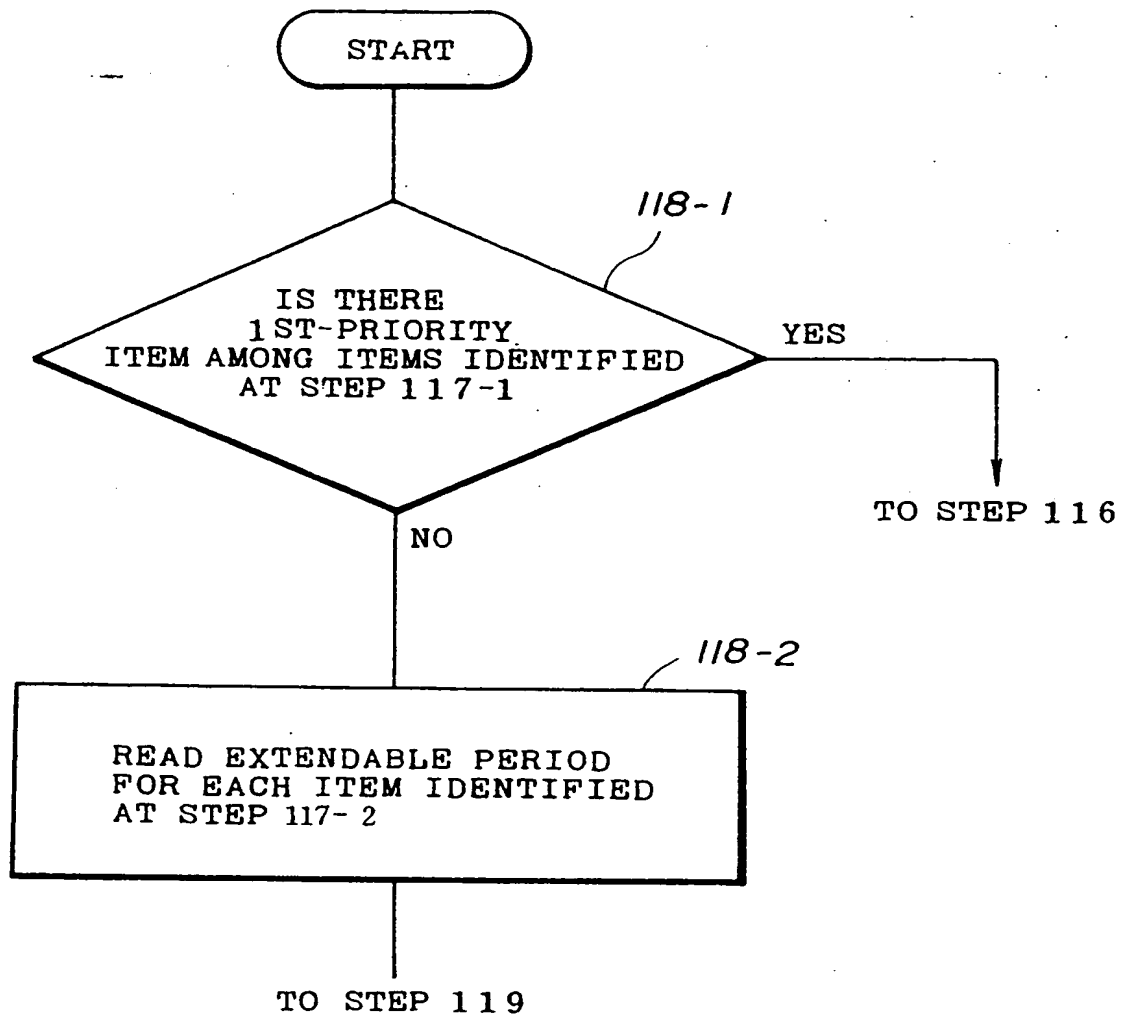 START
118-1
IS THERE
1ST-PRIORITY
ITEM AMONG ITEMS IDENTIFIED
AT STEP 117-1
YES
TO STEP 116
NO
118-2
READ EXTENDABLE PERIOD
FOR EACH ITEM IDENTIFIED
AT STEP 117-2
TO STEP 119